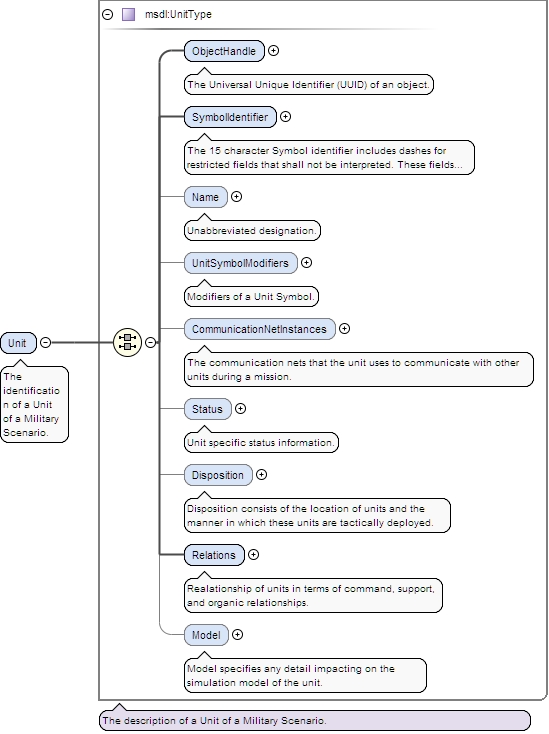 msdl:UnitType
ObjectHandle
The Universal Unique Identifier (UUID) of an object.
SymbolIdentifier
The 15 character Symbol identifier includes dashes for
restricted fields that shall not be interpreted. These fields...
Name
Unabbreviated designation.
UnitSymbolModifiers
Modifiers of a Unit Symbol.
CommunicationNetInstances
The communication nets that the unit uses to communicate with other
units during a mission.
Unit
The
identificatio
n of a Unit
of a Military
Scenario.
Status
Unit specific status information.
Disposition
Disposition consists of the location of units and the
manner in which these units are tactically deployed.
Relations
Realationship of units in terms of command, support,
and organic relationships.
Model
Model specifies any detail impacting on the
simulation model of the unit.
The description of a Unit of a Military Scenario.